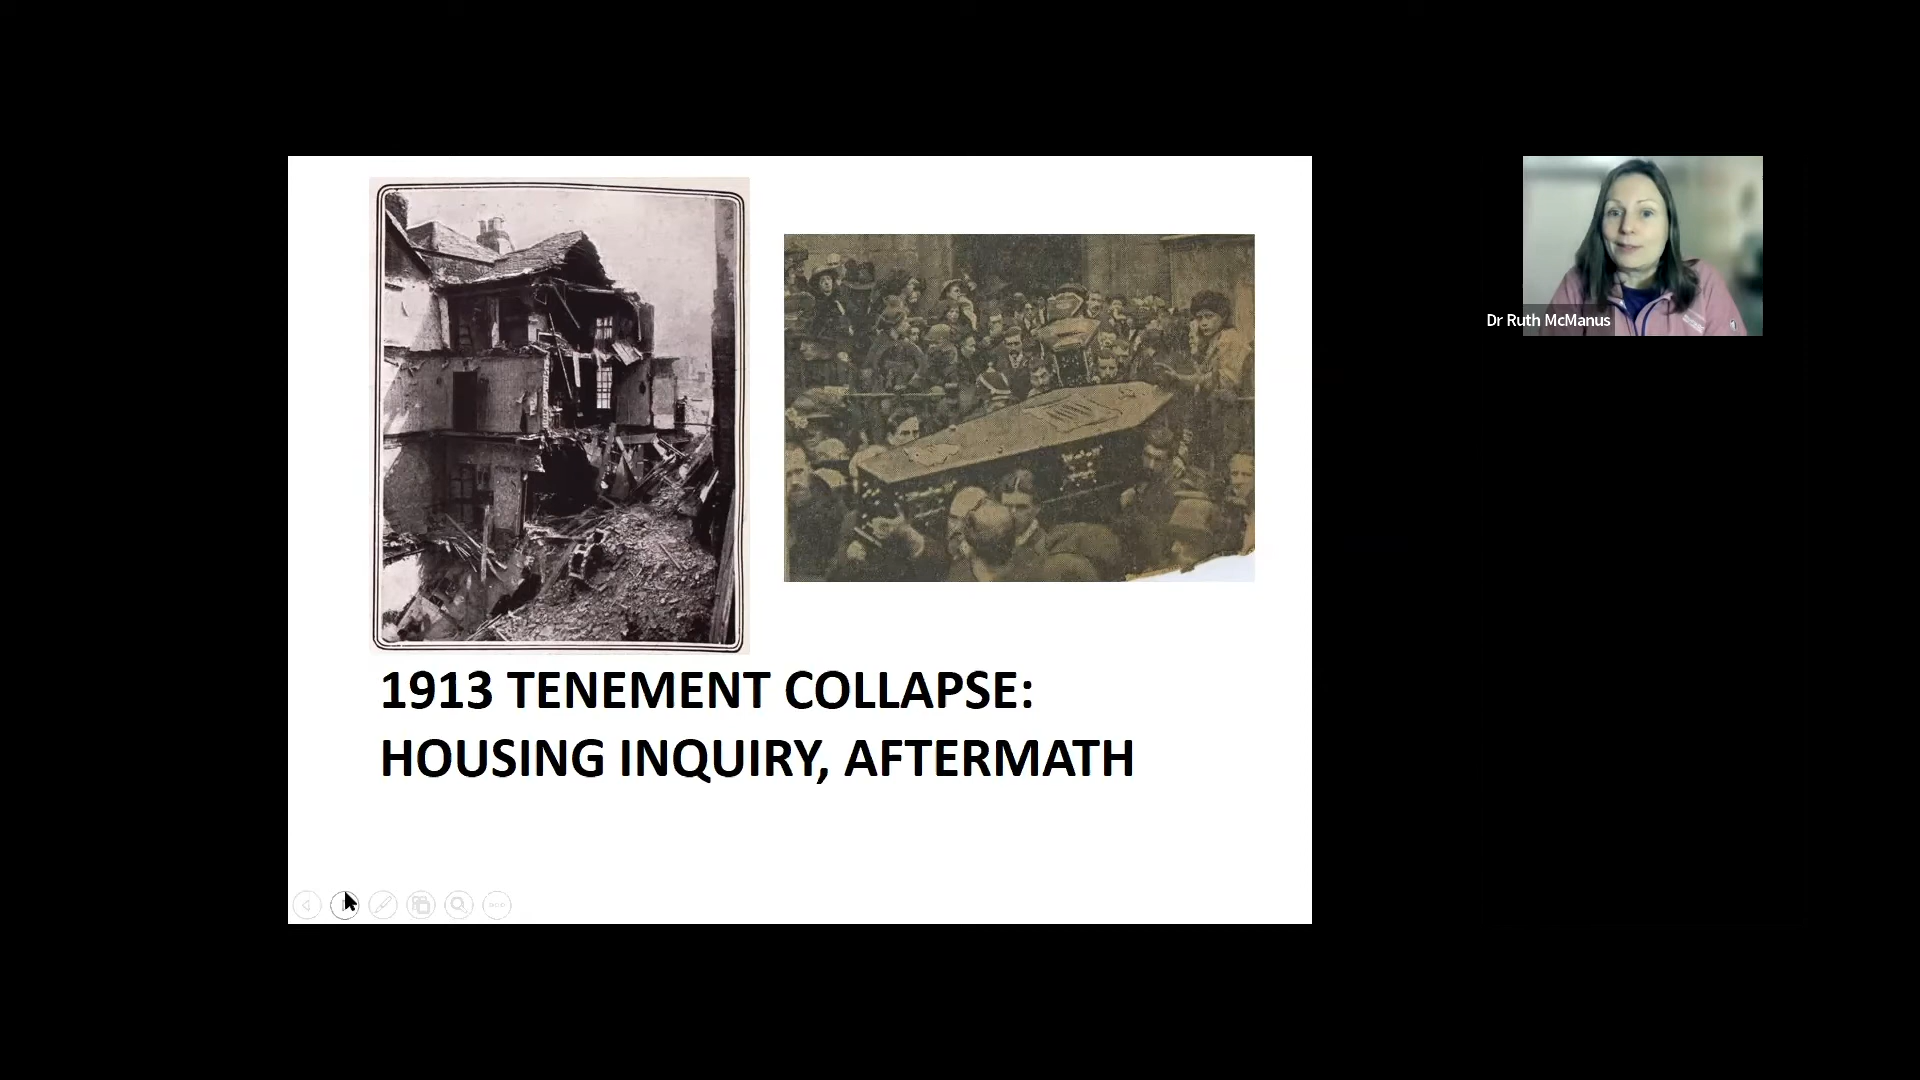 Dr Ruth McManus
1913 TENEMENT COLLAPSE:
HOUSING INQUIRY, AFTERMATH